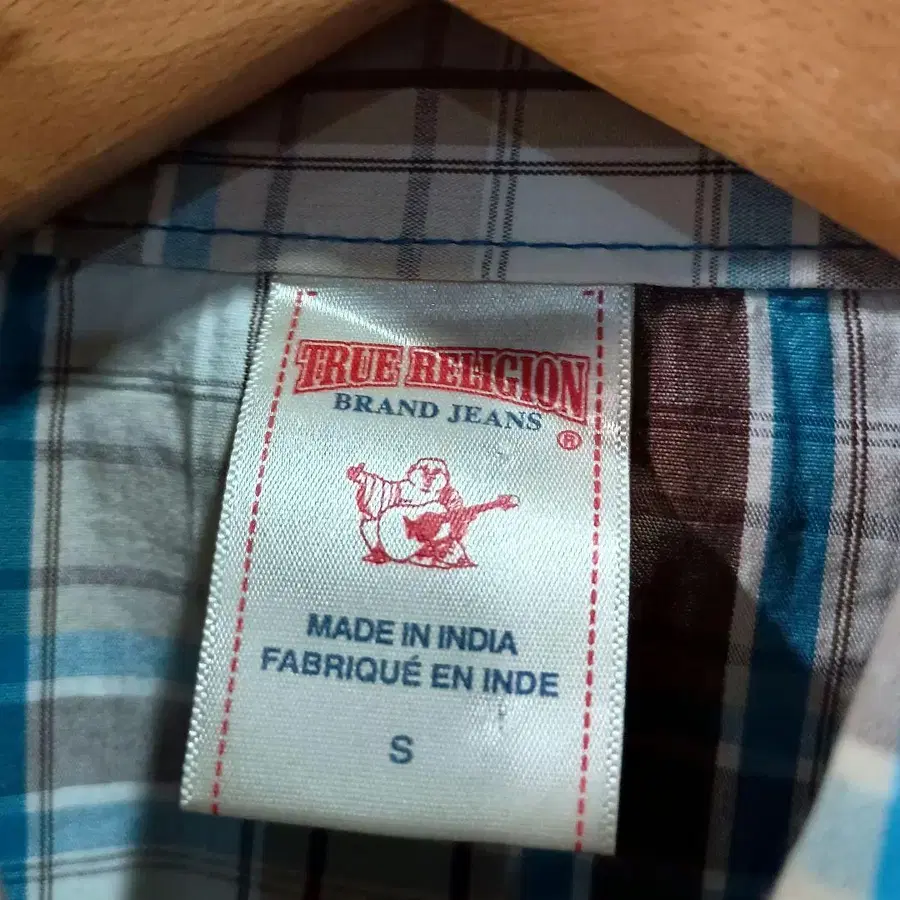 TRUE RELIGION
BRAND JEANS
®
MADE IN INDIA
FABRIQUÉ EN INDE
S